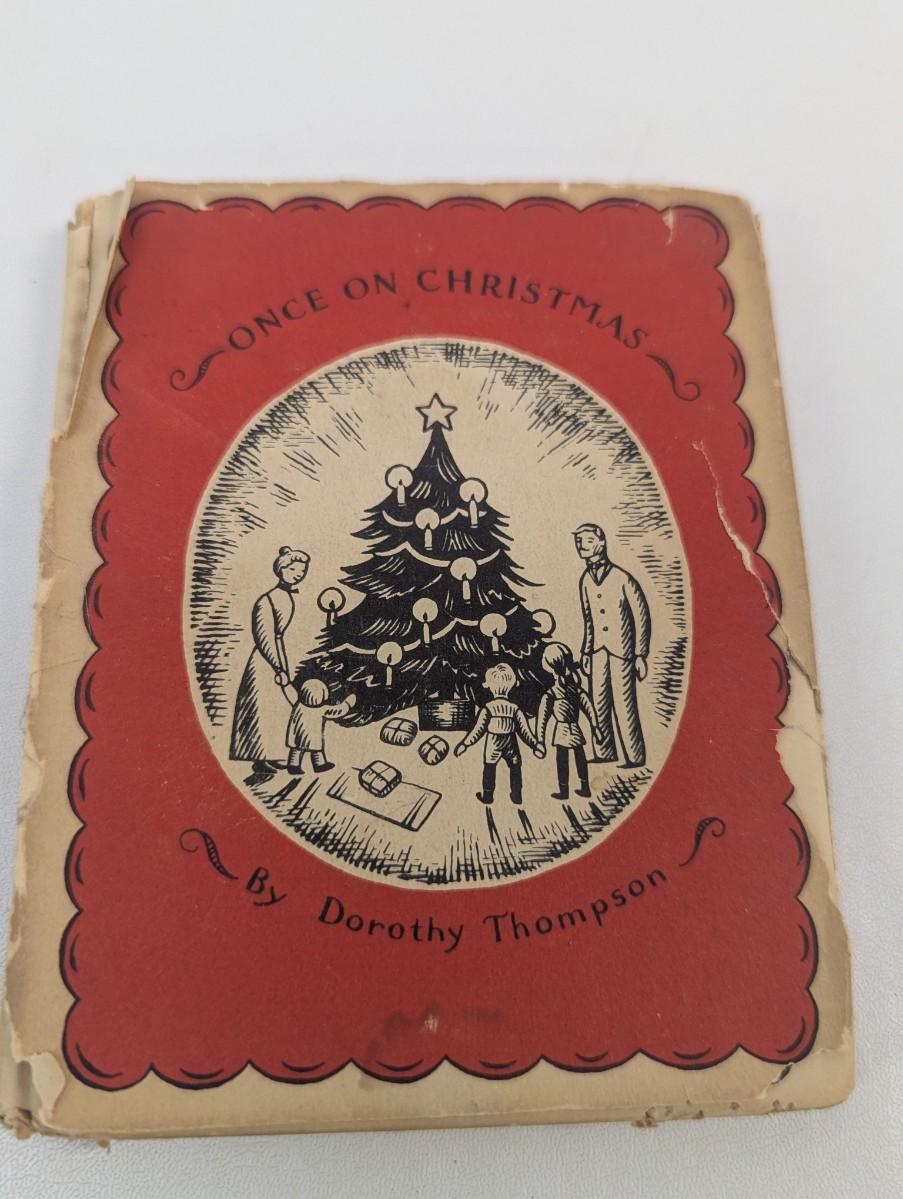 ONCE ON CHRISTMAS
By Dorothy Thompson